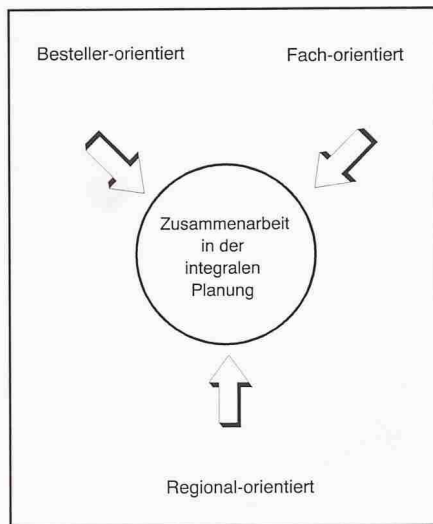 Besteller-orientiert
Fach-orientiert
Zusammenarbeit
in der
integralen
Planung
Regional-orientiert